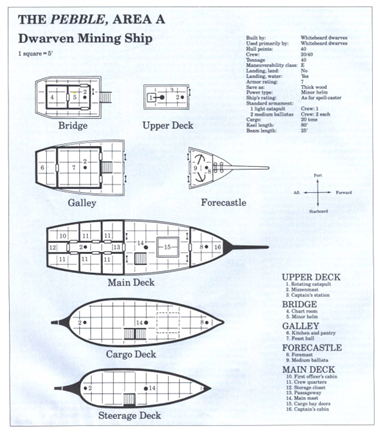 THE PEBBLE, AREA A
Dwarven Mining Ship
1 square = 5'
Built by: Whitebeard dwarves
Used primarily by: Whitebeard dwarves
Hull points: 40
Crew: 20/40
Tonnage 40
Maneuverability class: E
Landing, land No
Landing, water: Yes
Armor rating: 7
Save as: Thick wood
Power type: Minor helm
Ship's rating: As for spell-caster
Standard armament:
1 light catapult Crew: 1
2 medium ballistas Crew: 2 each
Cargo: 20 tons
Keel length: 80'
Beam length: 25'
Bridge
Upper Deck
Galley
Forecastle
Port
Aft
Forward
Starboard
Main Deck
Cargo Deck
Steerage Deck
UPPER DECK
1. Rotating catapult
2. Mizzenmast
3. Captain's station
BRIDGE
4. Chart room
5. Minor helm
GALLEY
6. Kitchen and pantry
7. Feast hall
FORECASTLE
8. Foremast
9. Medium ballista
MAIN DECK
10. First officer's cabin
11. Crew quarters
12. Storage closet
13. Passageway
14. Main mast
15. Cargo bay doors
16. Captain's cabin